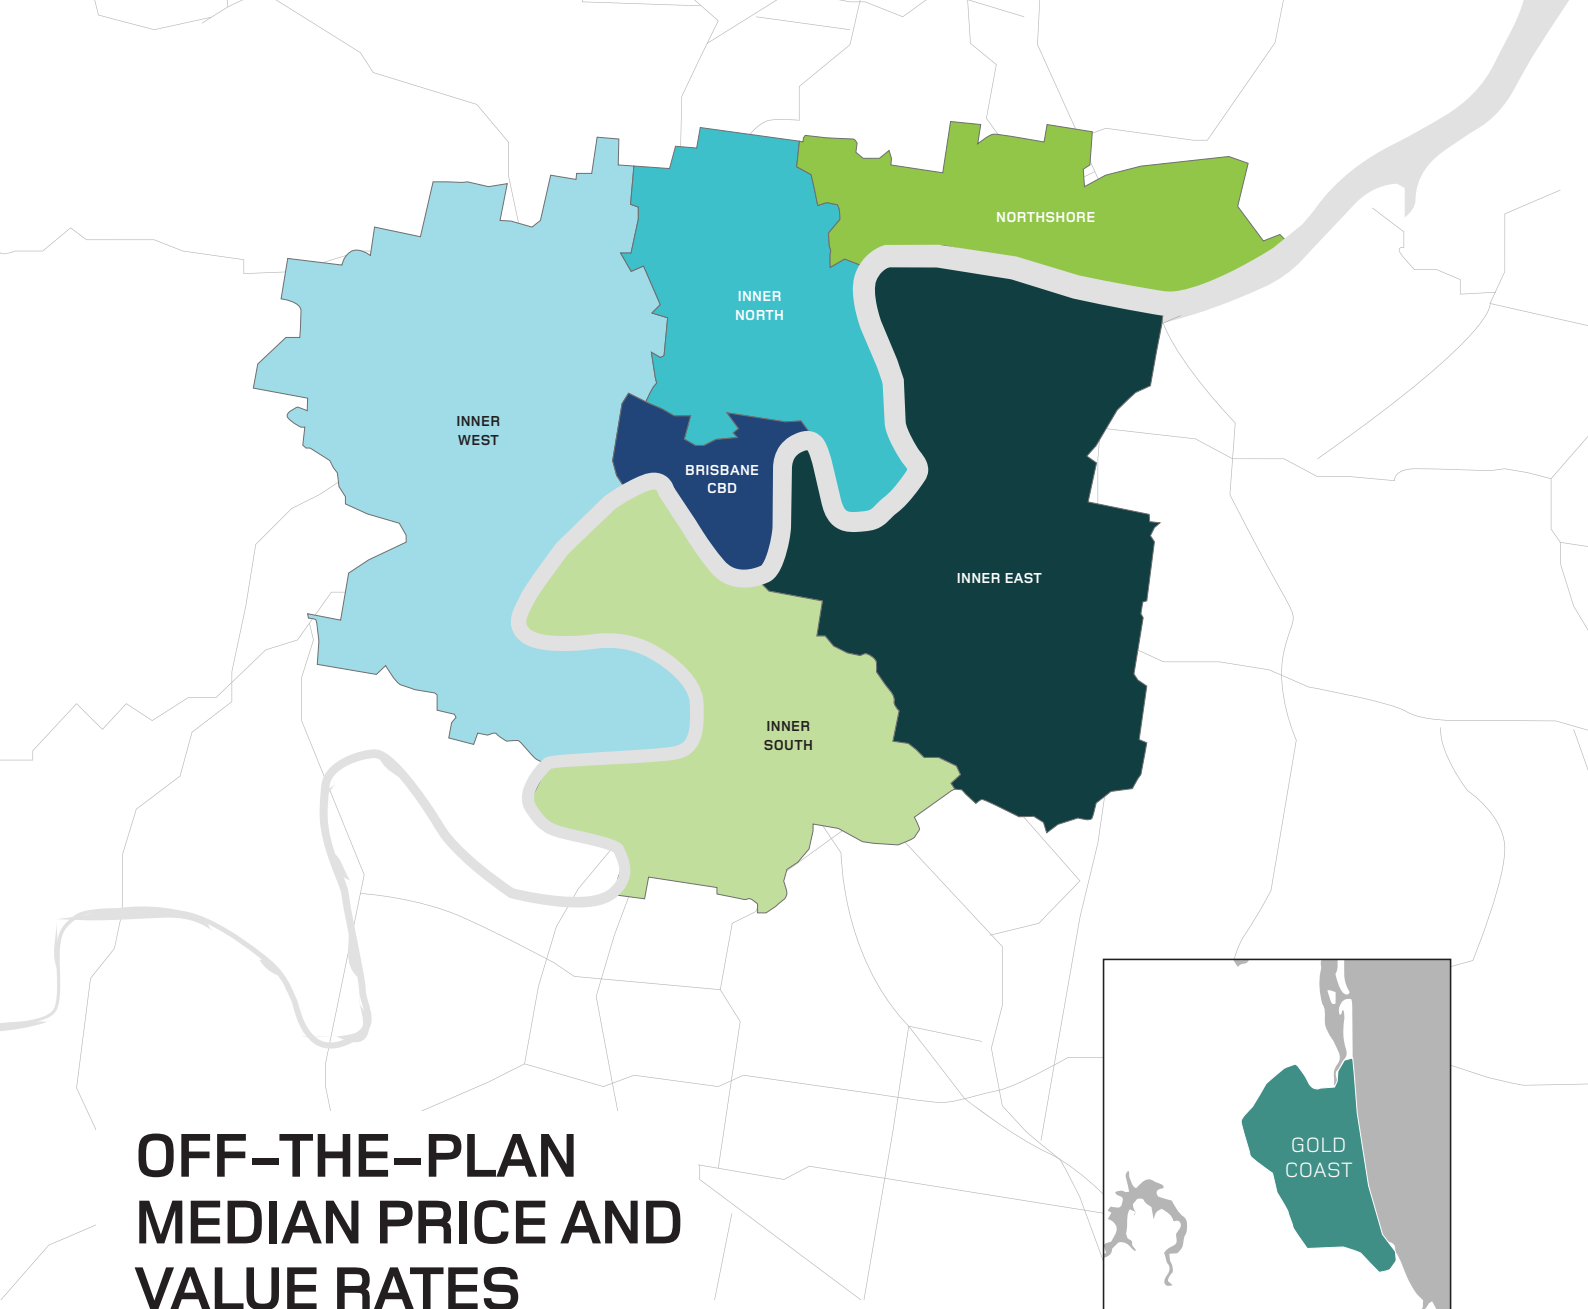 NORTHSHORE
INNER
NORTH
INNER
WEST
BRISBANE
CBD
INNER EAST
INNER
SOUTH
GOLD
COAST
OFF–THE–PLAN
MEDIAN PRICE AND
VALUE RATES